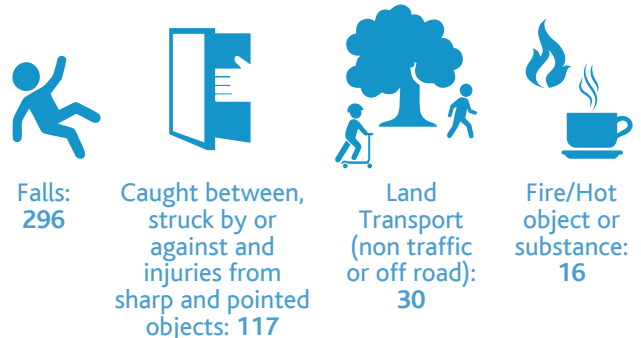 Falls:
296
Caught between,
struck by or
against and
injuries from
sharp and pointed
objects: 117
Land
Transport
(non traffic
or off road):
30
Fire/Hot
object or
substance:
16